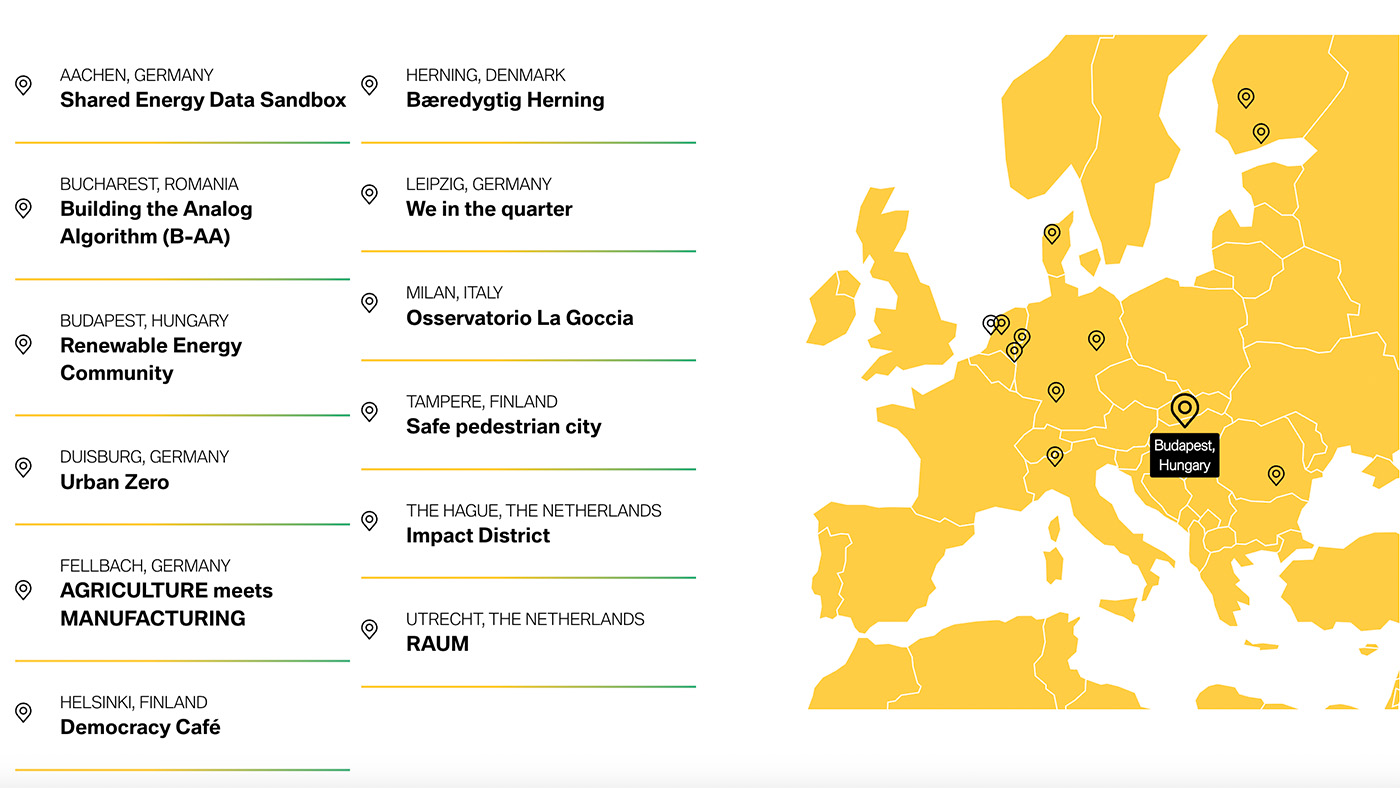 AACHEN, GERMANY
Shared Energy Data Sandbox
BUCHAREST, ROMANIA
Building the Analog
Algorithm (B-AA)
BUDAPEST, HUNGARY
Renewable Energy
Community
DUISBURG, GERMANY
Urban Zero
FELLBACH, GERMANY
AGRICULTURE meets
MANUFACTURING
HELSINKI, FINLAND
Democracy Café
HERNING, DENMARK
Bæredygtig Herning
LEIPZIG, GERMANY
We in the quarter
MILAN, ITALY
Osservatorio La Goccia
TAMPERE, FINLAND
Safe pedestrian city
THE HAGUE, THE NETHERLANDS
Impact District
UTRECHT, THE NETHERLANDS
RAUM
Budapest,
Hungary